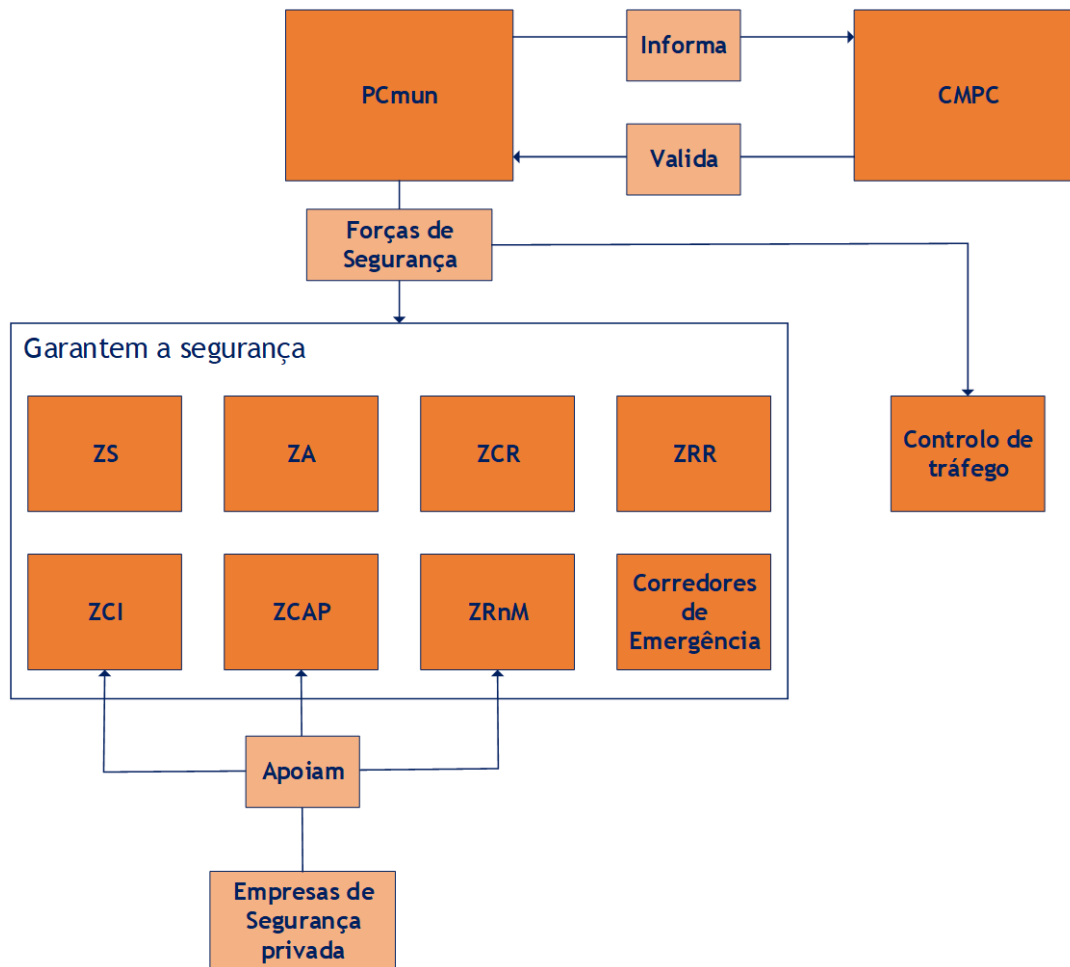 Informa
PCmun
CMPC
Valida
Forças de
Segurança
Garantem a segurança
ZS
ZA
ZCR
ZRR
Controlo de
tráfego
ZCI
ZCAP
ZRnM
Corredores
de
Emergência
Apoiam
Empresas de
Segurança
privada